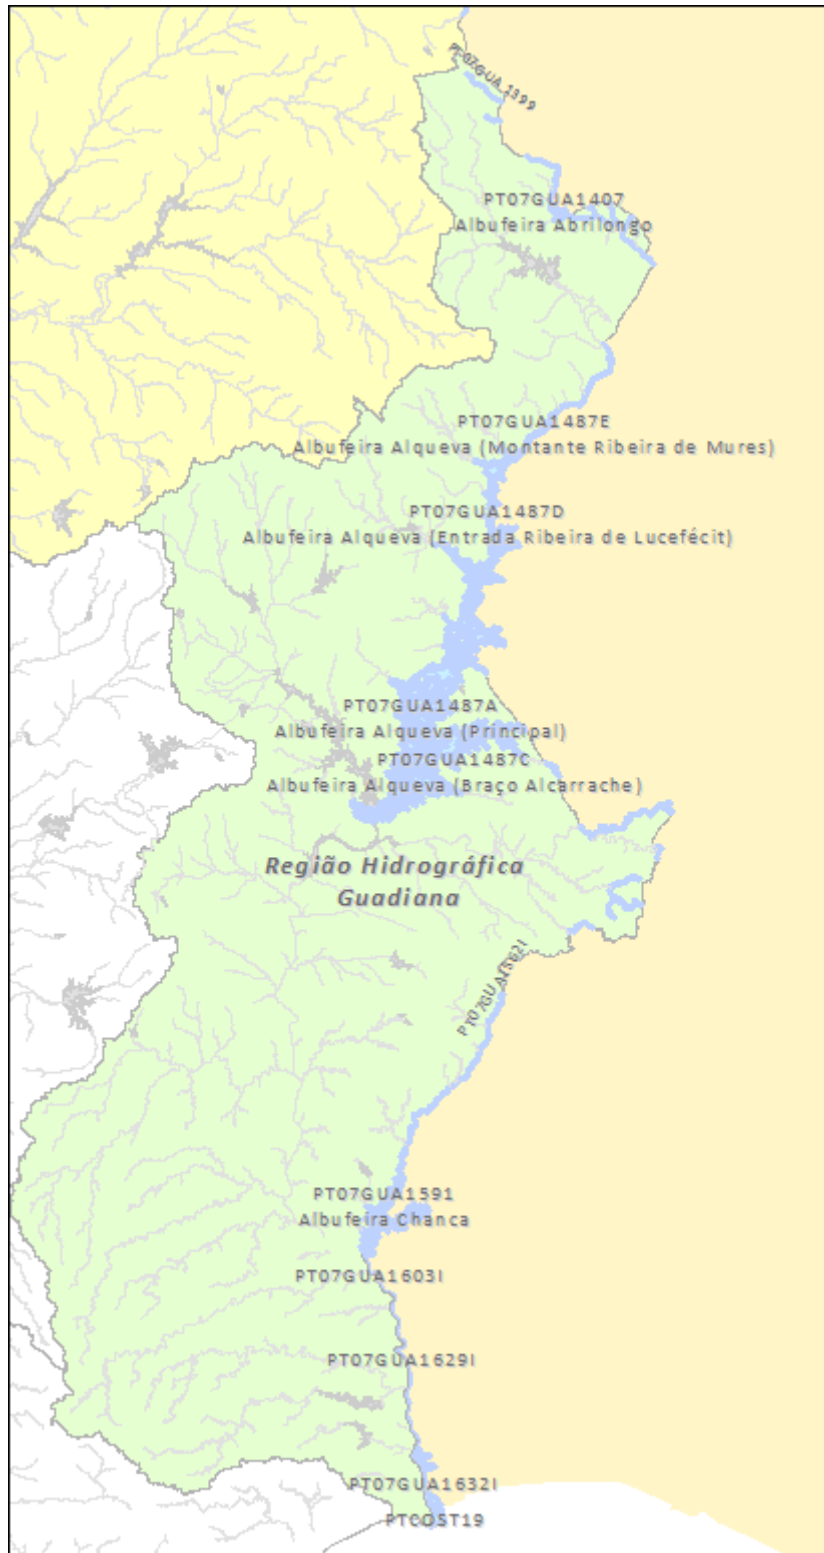 PT07GUA1399
PT07GUA1407
Albufeira Abrilongo
PT07GUA1487E
Albufeira Alqueva (Montante Ribeira de Mures)
PT07GUA1487D
Albufeira Alqueva (Entrada Ribeira de Lucefécit)
PT07GUA1487A
Albufeira Alqueva (Principal)
PT07GUA1487C
Albufeira Alqueva (Braço Alcarrache)
Região Hidrográfica
Guadiana
PT07GUA1562I
PT07GUA1591
Albufeira Chanca
PT07GUA1603I
PT07GUA1629I
PT07GUA1632I
PTCOST19